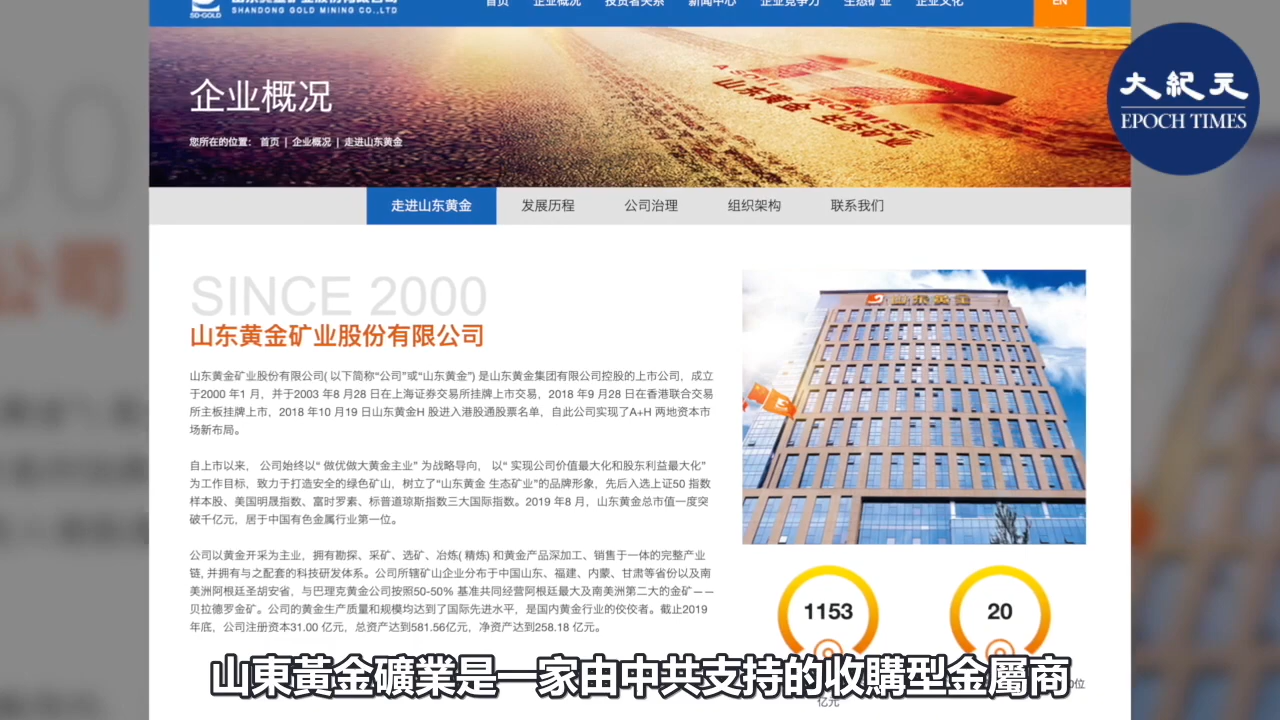 山东黄金矿业股份有限公司
SD-GOLD
SHANDONG GOLD MINING CO.,LTD
首页 企业概况 投资者关系 新闻中心 企业竞争力 生态矿业 企业文化
EN
大紀元
EPOCH TIMES
企业概况
您所在的位置： 首页 | 企业概况 | 走进山东黄金
山东黄金 生态矿业
走进山东黄金 发展历程 公司治理 组织架构 联系我们
SINCE 2000
山东黄金矿业股份有限公司
山东黄金
山东黄金矿业股份有限公司( 以下简称“公司”或“山东黄金”) 是山东黄金集团有限公司控股的上市公司，成立
于2000 年1 月，并于2003 年8 月28 日在上海证券交易所挂牌上市交易，2018 年9 月28 日在香港联合交易
所主板挂牌上市，2018 年10 月19 日山东黄金H 股进入港股通股票名单，自此公司实现了A+H 两地资本市
场新布局。
自上市以来， 公司始终以“ 做优做大黄金主业” 为战略导向， 以“ 实现公司价值最大化和股东利益最大化”
为工作目标，致力于打造安全的绿色矿山，树立了“山东黄金 生态矿业”的品牌形象，先后入选上证50 指数
样本股、美国明晟指数、富时罗素、标普道琼斯指数三大国际指数。2019 年8 月，山东黄金总市值一度突
破千亿元，居于中国有色金属行业第一位。
公司以黄金开采为主业，拥有勘探、采矿、选矿、冶炼( 精炼) 和黄金产品深加工、销售于一体的完整产业
链, 并拥有与之配套的科技研发体系。公司所辖矿山企业分布于中国山东、福建、内蒙、甘肃等省份以及南
美洲阿根廷圣胡安省，与巴理克黄金公司按照50-50% 基准共同经营阿根廷最大及南美洲第二大的金矿——
贝拉德罗金矿。公司的黄金生产质量和规模均达到了国际先进水平，是国内黄金行业的佼佼者。截止2019
年底，公司注册资本31.00 亿元，总资产达到581.56亿元，净资产达到258.18 亿元。
1153
20
亿元
山東黃金礦業是一家由中共支持的收購型金屬商